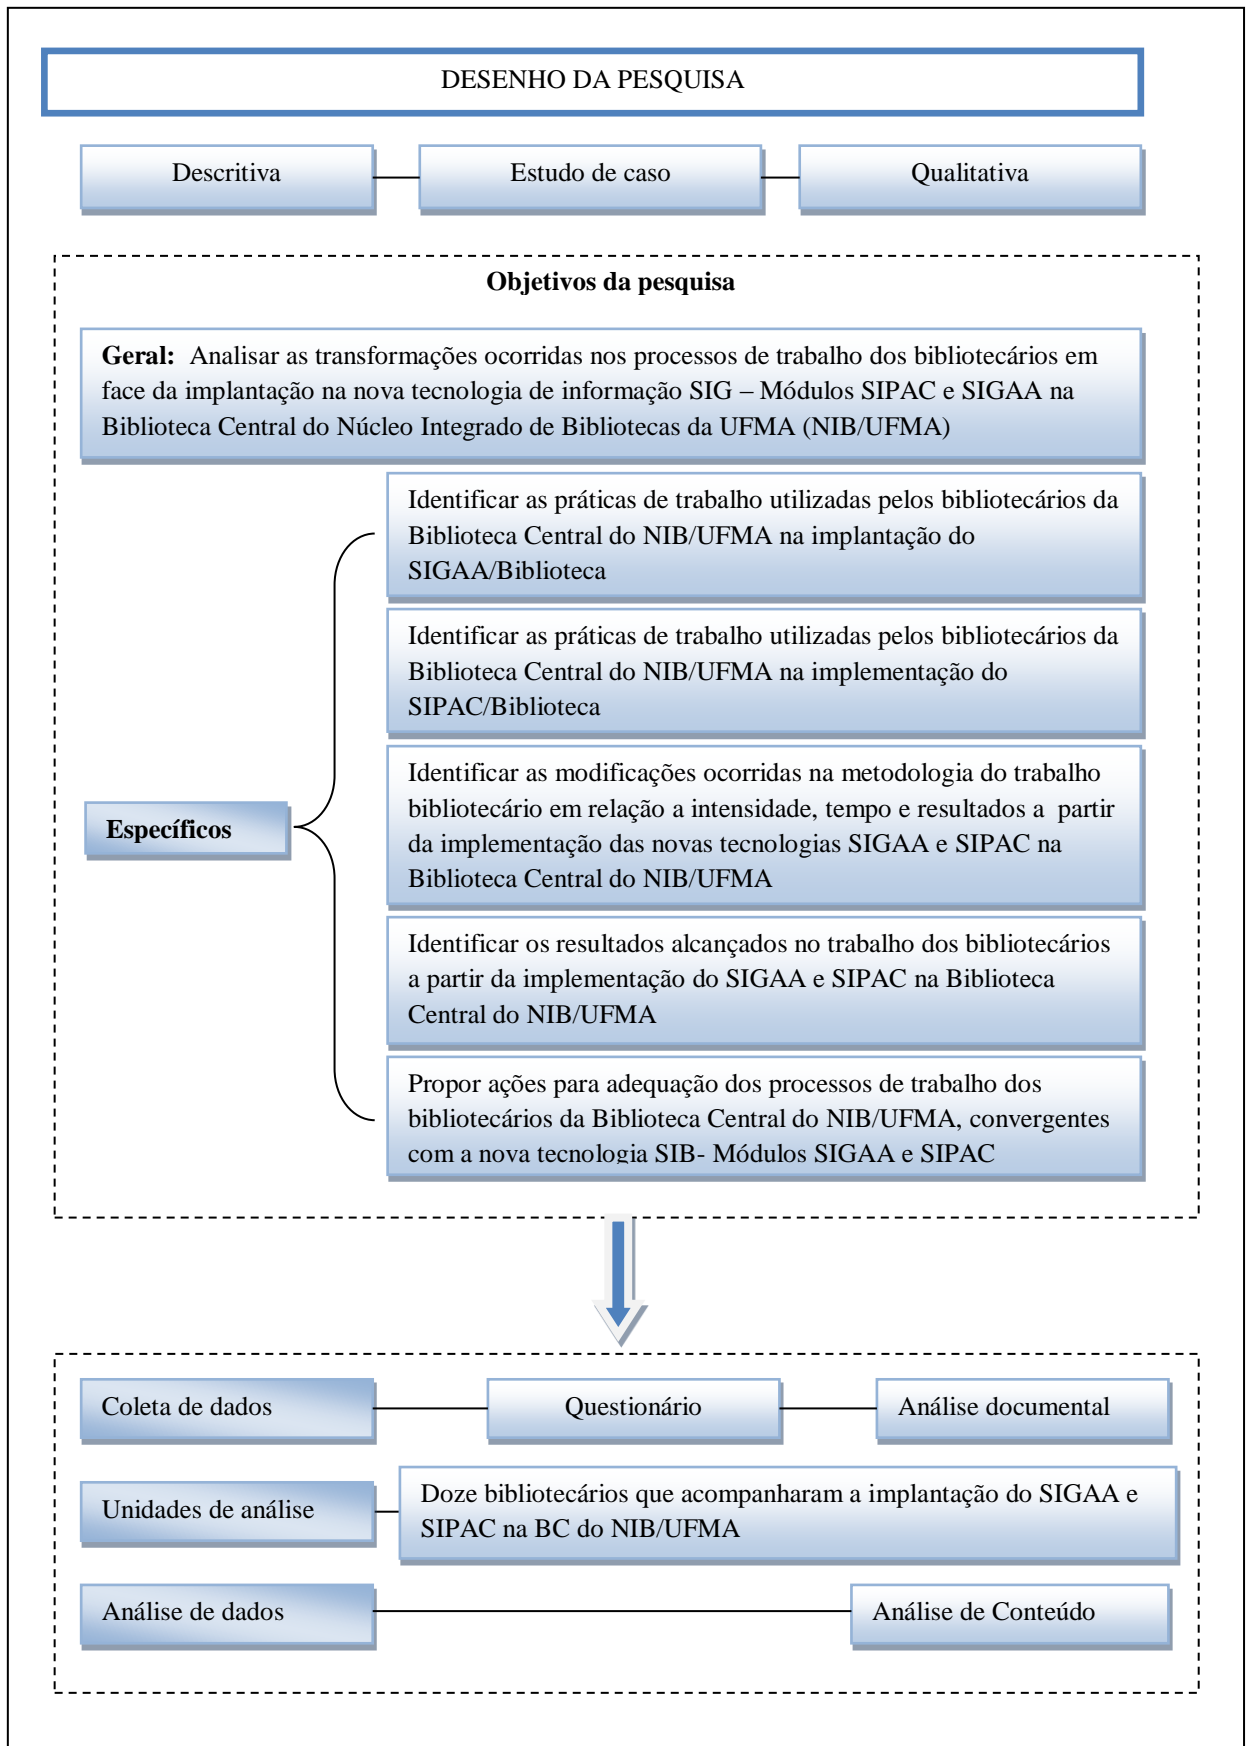 DESENHO DA PESQUISA
Descritiva
Estudo de caso
Qualitativa
Objetivos da pesquisa
Geral: Analisar as transformações ocorridas nos processos de trabalho dos bibliotecários em
face da implantação na nova tecnologia de informação SIG – Módulos SIPAC e SIGAA na
Biblioteca Central do Núcleo Integrado de Bibliotecas da UFMA (NIB/UFMA)
Identificar as práticas de trabalho utilizadas pelos bibliotecários da
Biblioteca Central do NIB/UFMA na implantação do
SIGAA/Biblioteca
Identificar as práticas de trabalho utilizadas pelos bibliotecários da
Biblioteca Central do NIB/UFMA na implementação do
SIPAC/Biblioteca
Específicos
Identificar as modificações ocorridas na metodologia do trabalho
bibliotecário em relação a intensidade, tempo e resultados a partir
da implementação das novas tecnologias SIGAA e SIPAC na
Biblioteca Central do NIB/UFMA
Identificar os resultados alcançados no trabalho dos bibliotecários
a partir da implementação do SIGAA e SIPAC na Biblioteca
Central do NIB/UFMA
Propor ações para adequação dos processos de trabalho dos
bibliotecários da Biblioteca Central do NIB/UFMA, convergentes
com a nova tecnologia SIB- Módulos SIGAA e SIPAC
Coleta de dados
Questionário
Análise documental
Unidades de análise
Doze bibliotecários que acompanharam a implantação do SIGAA e
SIPAC na BC do NIB/UFMA
Análise de dados
Análise de Conteúdo